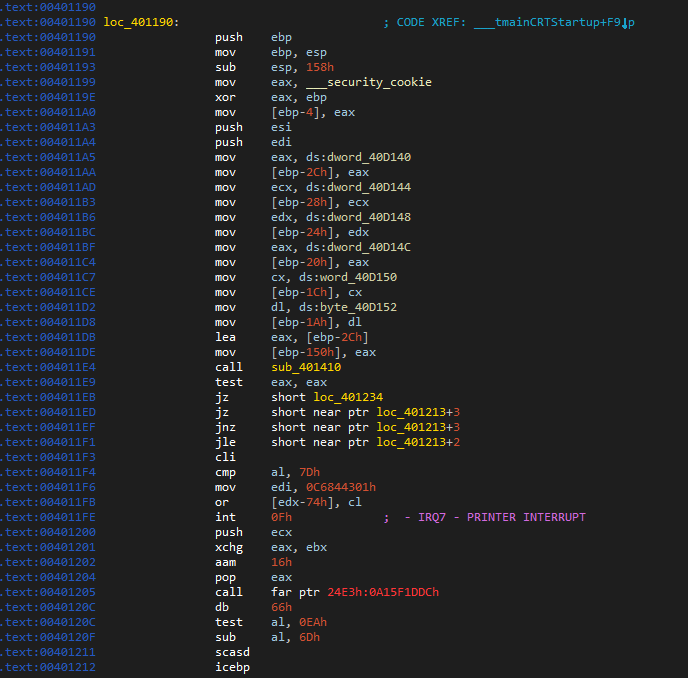 .text:00401190
.text:00401190 loc_401190: ; CODE XREF: ___tmainCRTStartup+F9↓p
.text:00401190 push ebp
.text:00401191 mov ebp, esp
.text:00401193 sub esp, 158h
.text:00401199 mov eax, ___security_cookie
.text:0040119E xor eax, ebp
.text:004011A0 mov [ebp-4], eax
.text:004011A3 push esi
.text:004011A4 push edi
.text:004011A5 mov eax, ds:dword_40D140
.text:004011AA mov [ebp-2Ch], eax
.text:004011AD mov ecx, ds:dword_40D144
.text:004011B3 mov [ebp-28h], ecx
.text:004011B6 mov edx, ds:dword_40D148
.text:004011BC mov [ebp-24h], edx
.text:004011BF mov eax, ds:dword_40D14C
.text:004011C4 mov [ebp-20h], eax
.text:004011C7 mov cx, ds:word_40D150
.text:004011CE mov [ebp-1Ch], cx
.text:004011D2 mov dl, ds:byte_40D152
.text:004011D8 mov [ebp-1Ah], dl
.text:004011DB lea eax, [ebp-2Ch]
.text:004011DE mov [ebp-150h], eax
.text:004011E4 call sub_401410
.text:004011E9 test eax, eax
.text:004011EB jz short loc_401234
.text:004011ED jz short near ptr loc_401213+3
.text:004011EF jnz short near ptr loc_401213+3
.text:004011F1 jle short near ptr loc_401213+2
.text:004011F3 cli
.text:004011F4 cmp al, 7Dh
.text:004011F6 mov edi, 0C6844301h
.text:004011FB or [edx-74h], cl
.text:004011FE int 0Fh ; - IRQ7 - PRINTER INTERRUPT
.text:00401200 push ecx
.text:00401201 xchg eax, ebx
.text:00401202 aam 16h
.text:00401204 pop eax
.text:00401205 call far ptr 24E3h:0A15F1DDCh
.text:0040120C db 66h
.text:0040120C test al, 0EAh
.text:0040120F sub al, 6Dh
.text:00401211 scasd
.text:00401212 icebp